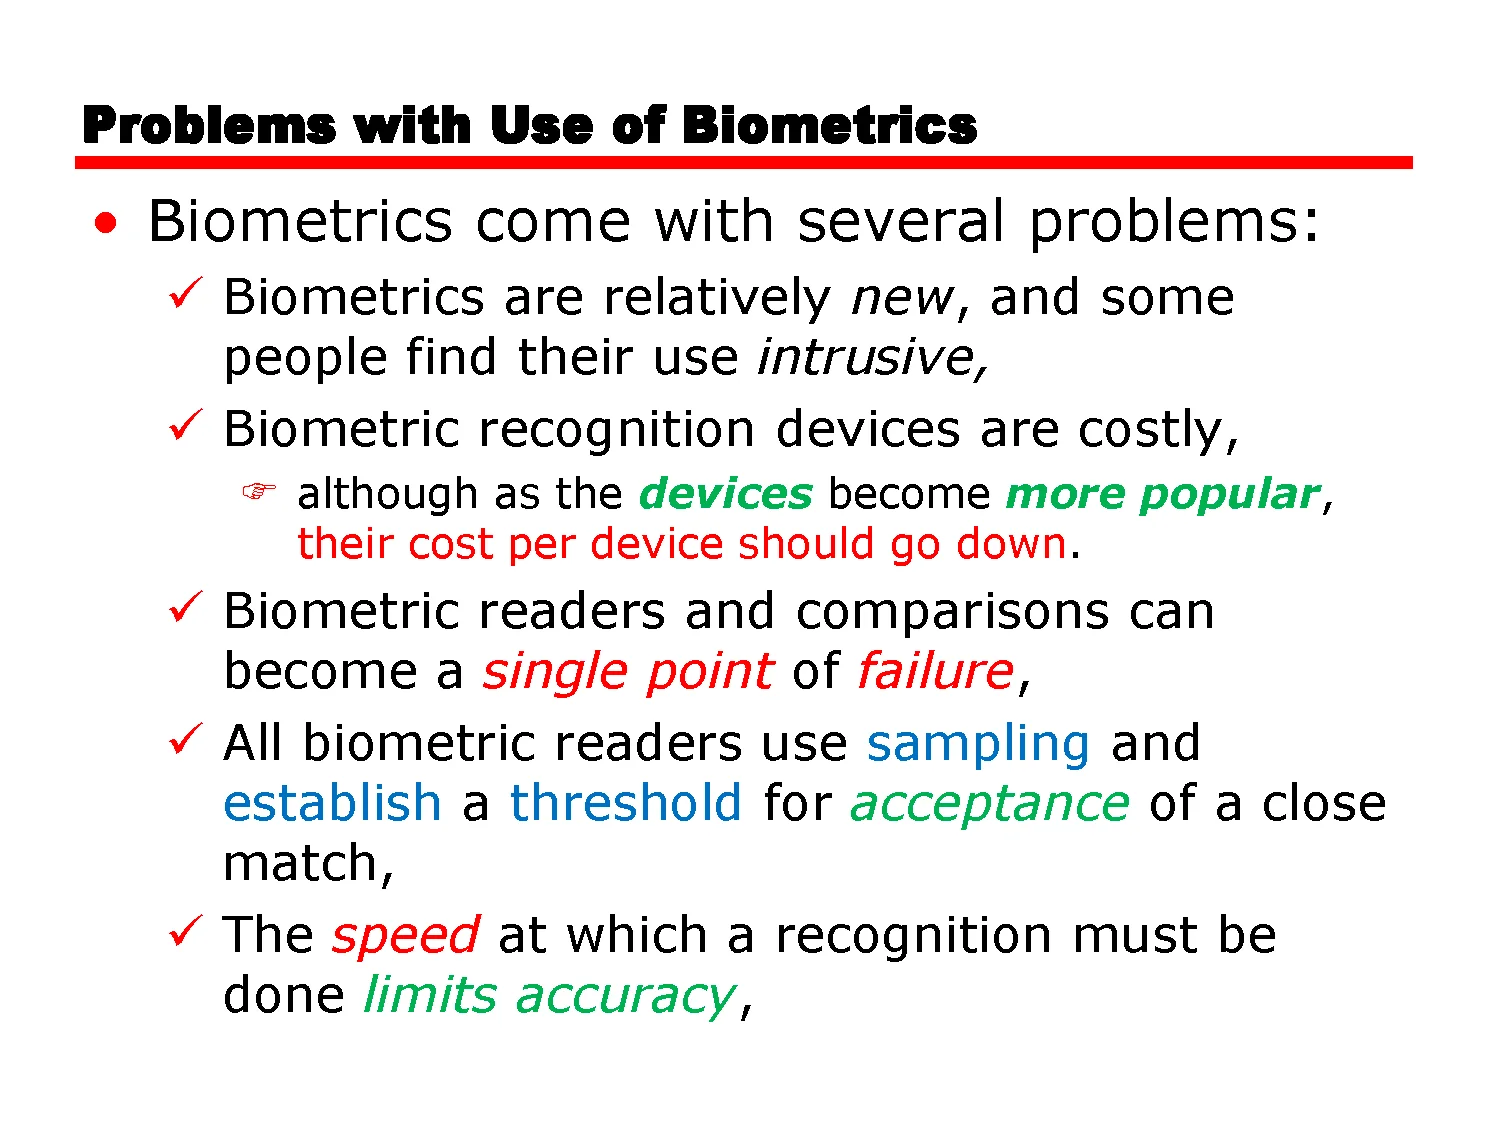 Problems with Use of Biometrics
• Biometrics come with several problems:
✓ Biometrics are relatively new, and some
people find their use intrusive,
✓ Biometric recognition devices are costly,
☞ although as the devices become more popular,
their cost per device should go down.
✓ Biometric readers and comparisons can
become a single point of failure,
✓ All biometric readers use sampling and
establish a threshold for acceptance of a close
match,
✓ The speed at which a recognition must be
done limits accuracy,